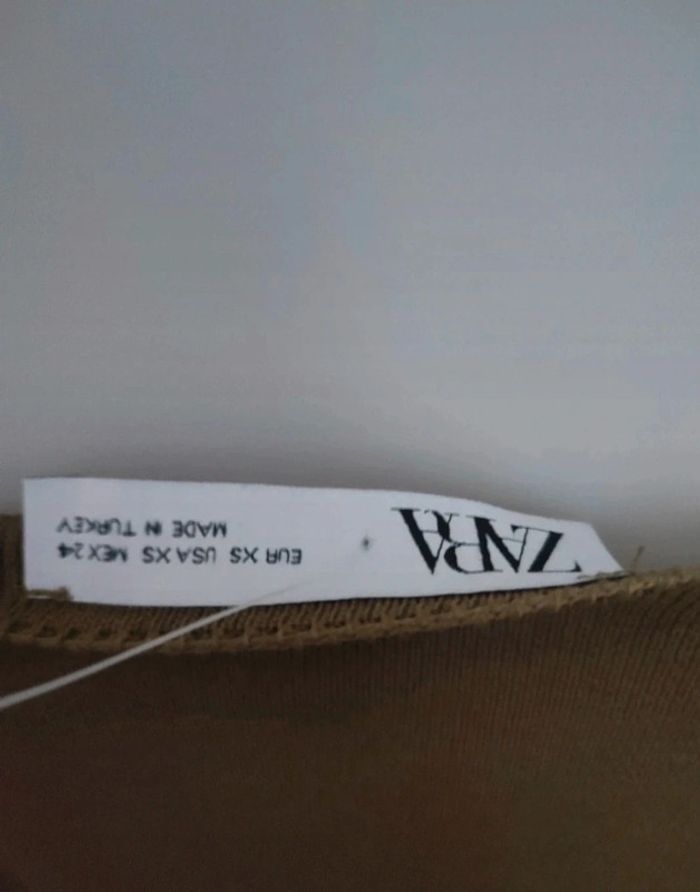 ZARA
EUR XS USA XS MEX 24
MADE IN TURKEY